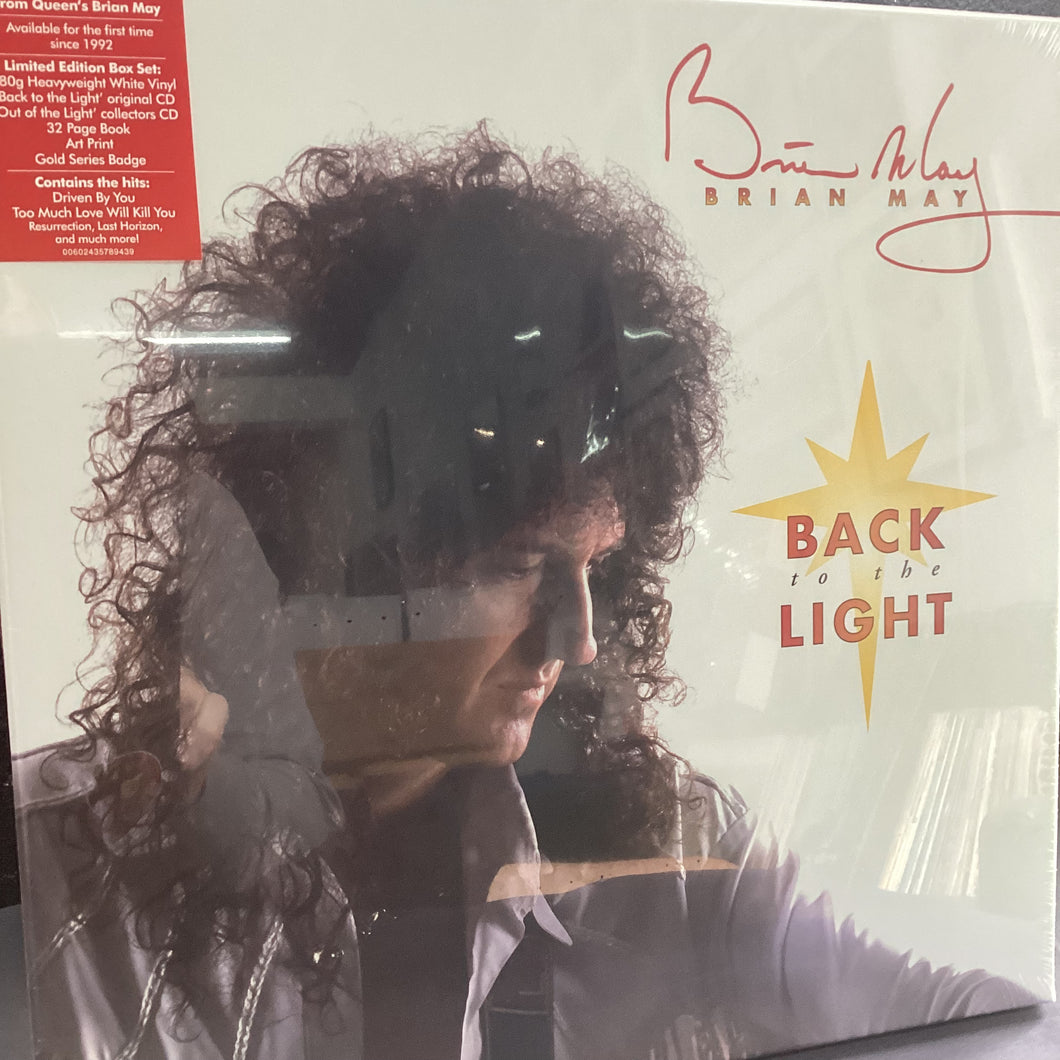 rom Queen's Brian May
Available for the first time
since 1992
Limited Edition Box Set:
80g Heavyweight White Vinyl
Back to the Light' original CD
Out of the Light' collectors CD
32 Page Book
Art Print
Gold Series Badge
Contains the hits:
Driven By You
Too Much Love Will Kill You
Resurrection, Last Horizon,
and much more!
00602435789439
Brian May
BRIAN MAY
BACK
to the
LIGHT